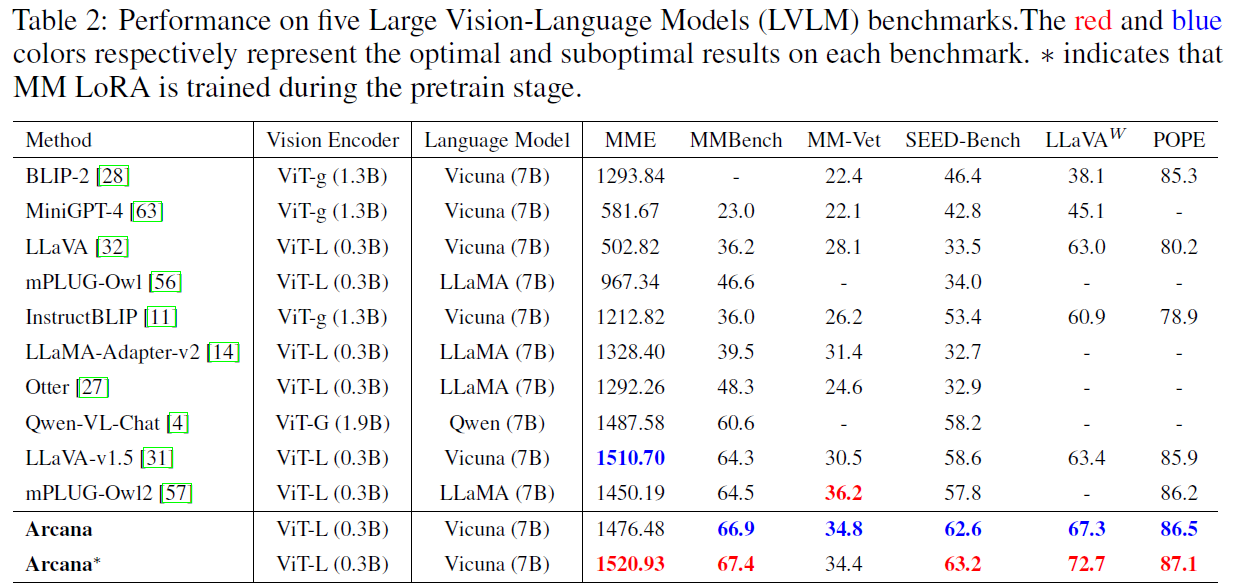 Table 2: Performance on five Large Vision-Language Models (LVLM) benchmarks.The red and blue
colors respectively represent the optimal and suboptimal results on each benchmark. ∗ indicates that
MM LoRA is trained during the pretrain stage.
Method Vision Encoder Language Model MME MMBench MM-Vet SEED-Bench LLaVA^W POPE
BLIP-2 [28] ViT-g (1.3B) Vicuna (7B) 1293.84 - 22.4 46.4 38.1 85.3
MiniGPT-4 [63] ViT-g (1.3B) Vicuna (7B) 581.67 23.0 22.1 42.8 45.1 -
LLaVA [32] ViT-L (0.3B) Vicuna (7B) 502.82 36.2 28.1 33.5 63.0 80.2
mPLUG-Owl [56] ViT-L (0.3B) LLaMA (7B) 967.34 46.6 - 34.0 - -
InstructBLIP [11] ViT-g (1.3B) Vicuna (7B) 1212.82 36.0 26.2 53.4 60.9 78.9
LLaMA-Adapter-v2 [14] ViT-L (0.3B) LLaMA (7B) 1328.40 39.5 31.4 32.7 - -
Otter [27] ViT-L (0.3B) LLaMA (7B) 1292.26 48.3 24.6 32.9 - -
Qwen-VL-Chat [4] ViT-G (1.9B) Qwen (7B) 1487.58 60.6 - 58.2 - -
LLaVA-v1.5 [31] ViT-L (0.3B) Vicuna (7B) 1510.70 64.3 30.5 58.6 63.4 85.9
mPLUG-Owl2 [57] ViT-L (0.3B) LLaMA (7B) 1450.19 64.5 36.2 57.8 - 86.2
Arcana ViT-L (0.3B) Vicuna (7B) 1476.48 66.9 34.8 62.6 67.3 86.5
Arcana* ViT-L (0.3B) Vicuna (7B) 1520.93 67.4 34.4 63.2 72.7 87.1